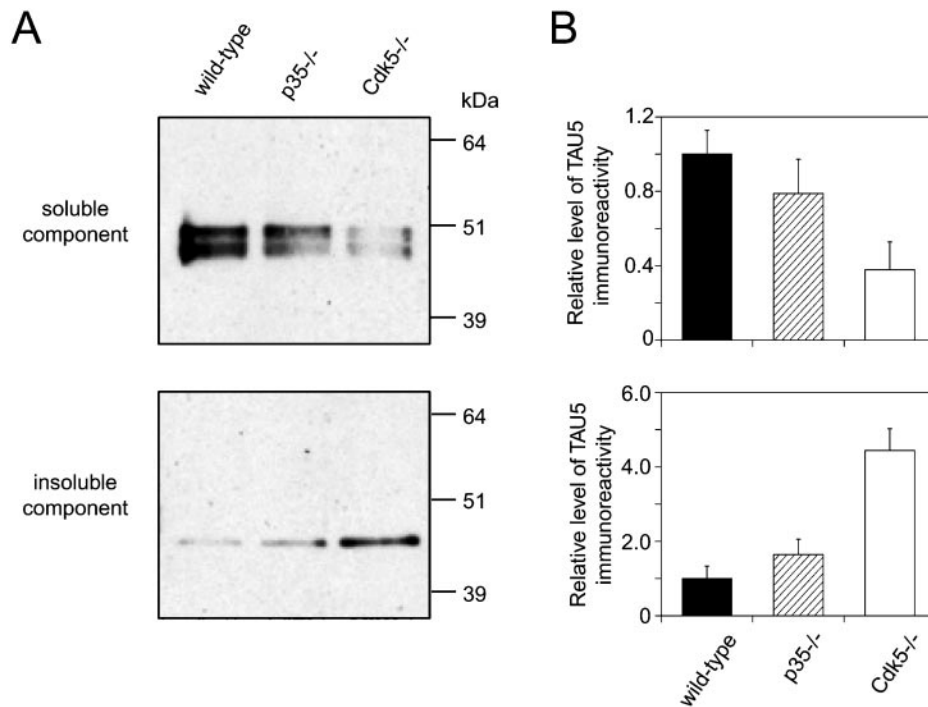 A
wild-type
p35-/-
Cdk5-/-
kDa
soluble
component
64
51
39
insoluble
component
64
51
39
B
Relative level of TAU5
immunoreactivity
1.2
0.8
0.4
0
Relative level of TAU5
immunoreactivity
6.0
4.0
2.0
0
wild-type
p35-/-
Cdk5-/-